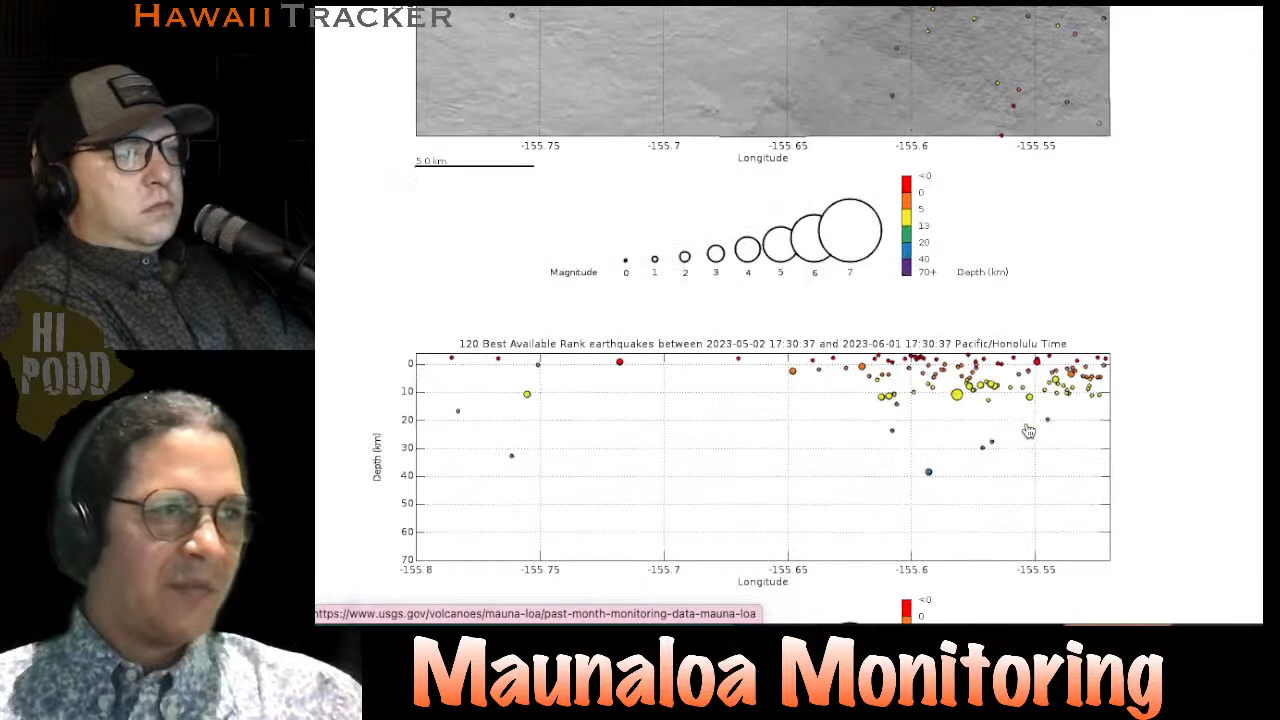 HAWAII TRACKER
-155.75 -155.7 -155.65 -155.6 -155.55
Longitude
5.0 km
<0
0
5
13
20
40
70+
Depth (km)
Magnitude 0 1 2 3 4 5 6 7
HI
PODD
120 Best Available Rank earthquakes between 2023-05-02 17:30:37 and 2023-06-01 17:30:37 Pacific/Honolulu Time
0
10
20
30
40
50
60
70
Depth (km)
-155.8 -155.75 -155.7 -155.65 -155.6 -155.55
Longitude
<0
0
https://www.usgs.gov/volcanoes/mauna-loa/past-month-monitoring-data-mauna-loa
Maunaloa Monitoring